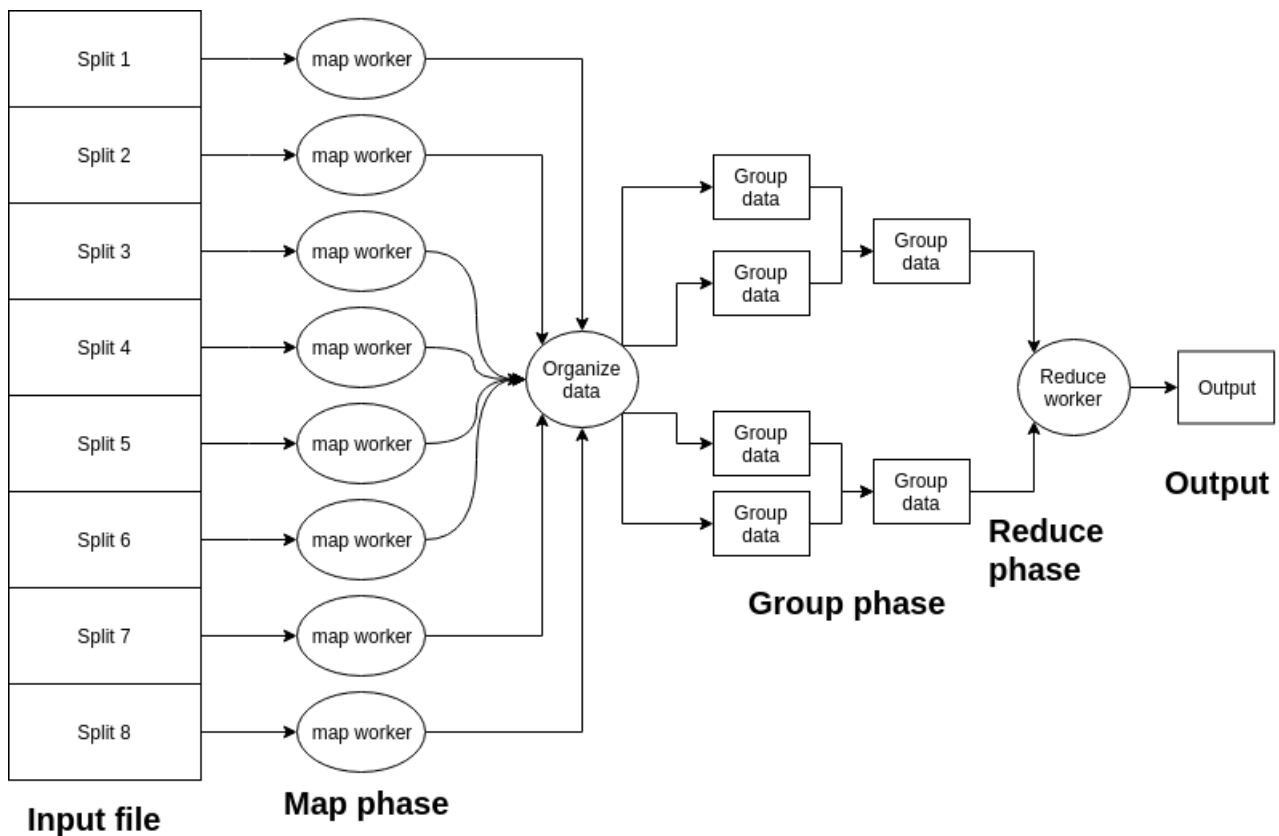 Split 1
map worker
Split 2
map worker
Split 3
map worker
Split 4
map worker
Split 5
map worker
Split 6
map worker
Split 7
map worker
Split 8
map worker
Input file
Map phase
Organize
data
Group
data
Group
data
Group
data
Group
data
Group
data
Group
data
Group phase
Reduce
worker
Reduce
phase
Output
Output